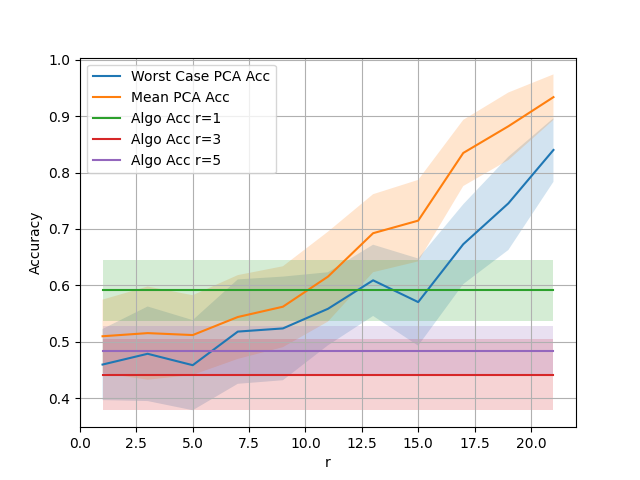 1.0
0.9
0.8
0.7
0.6
0.5
0.4
Accuracy
Worst Case PCA Acc
Mean PCA Acc
Algo Acc r=1
Algo Acc r=3
Algo Acc r=5
0.0 2.5 5.0 7.5 10.0 12.5 15.0 17.5 20.0
r